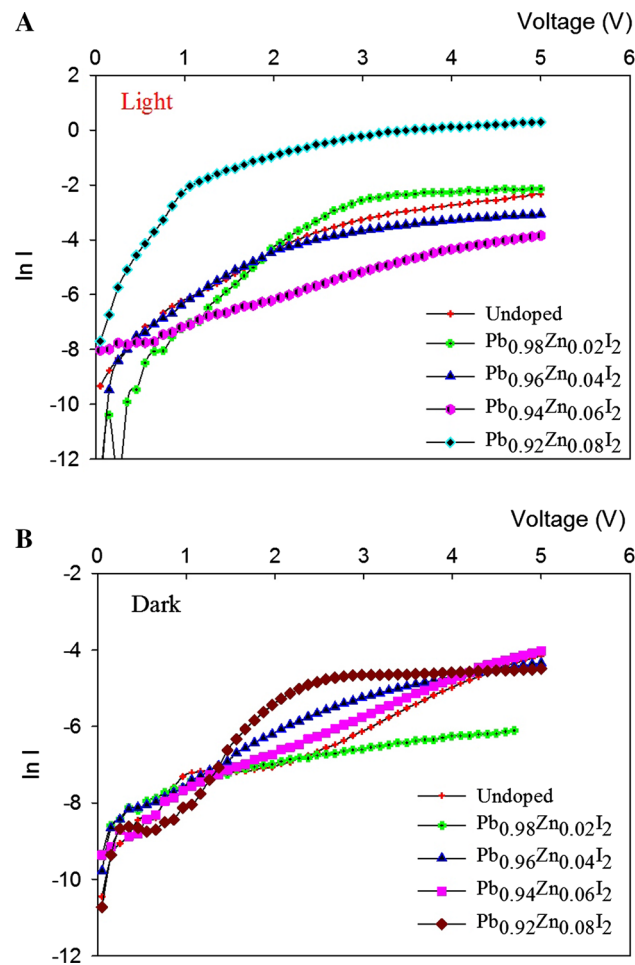 A
Voltage (V)
0 1 2 3 4 5 6
2
Light
0
-2
-4
ln I
-6
Undoped
-8
Pb0.98Zn0.02I2
Pb0.96Zn0.04I2
-10
Pb0.94Zn0.06I2
Pb0.92Zn0.08I2
-12
Voltage (V)
B
0 1 2 3 4 5 6
-2
Dark
-4
-6
ln I
-8
Undoped
Pb0.98Zn0.02I2
Pb0.96Zn0.04I2
-10
Pb0.94Zn0.06I2
Pb0.92Zn0.08I2
-12